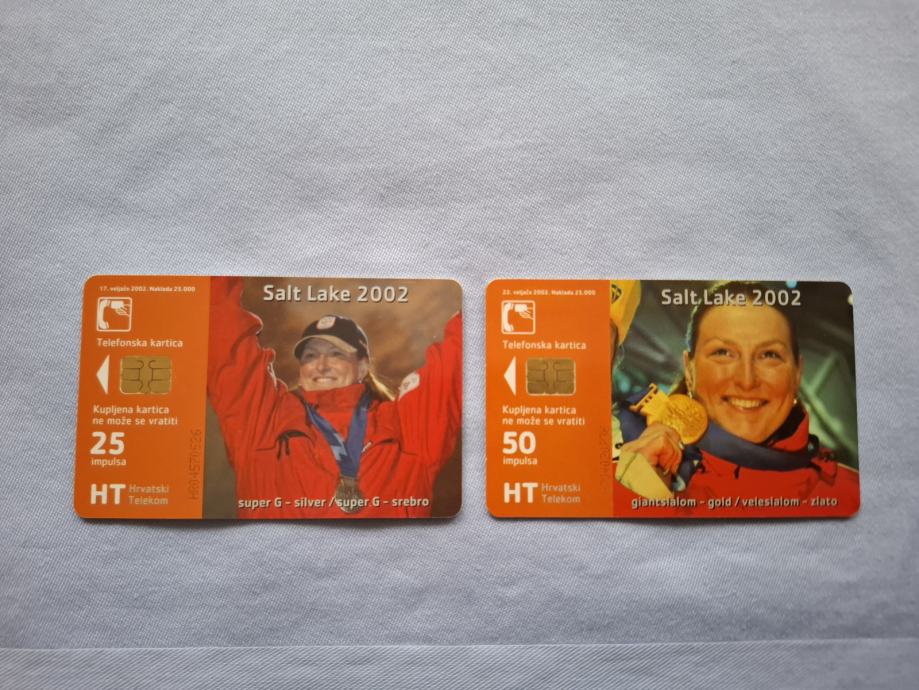 17. veljače 2002. Naklada 25.000
Salt Lake 2002
Telefonska kartica
Kupljena kartica
ne može se vratiti
25
impulsa
HT Hrvatski
Telekom
super G - silver / super G - srebro
22. veljače 2002. Naklada 25.000
Salt Lake 2002
Telefonska kartica
Kupljena kartica
ne može se vratiti
50
impulsa
HT Hrvatski
Telekom
giantslalom - gold / veleslalom - zlato